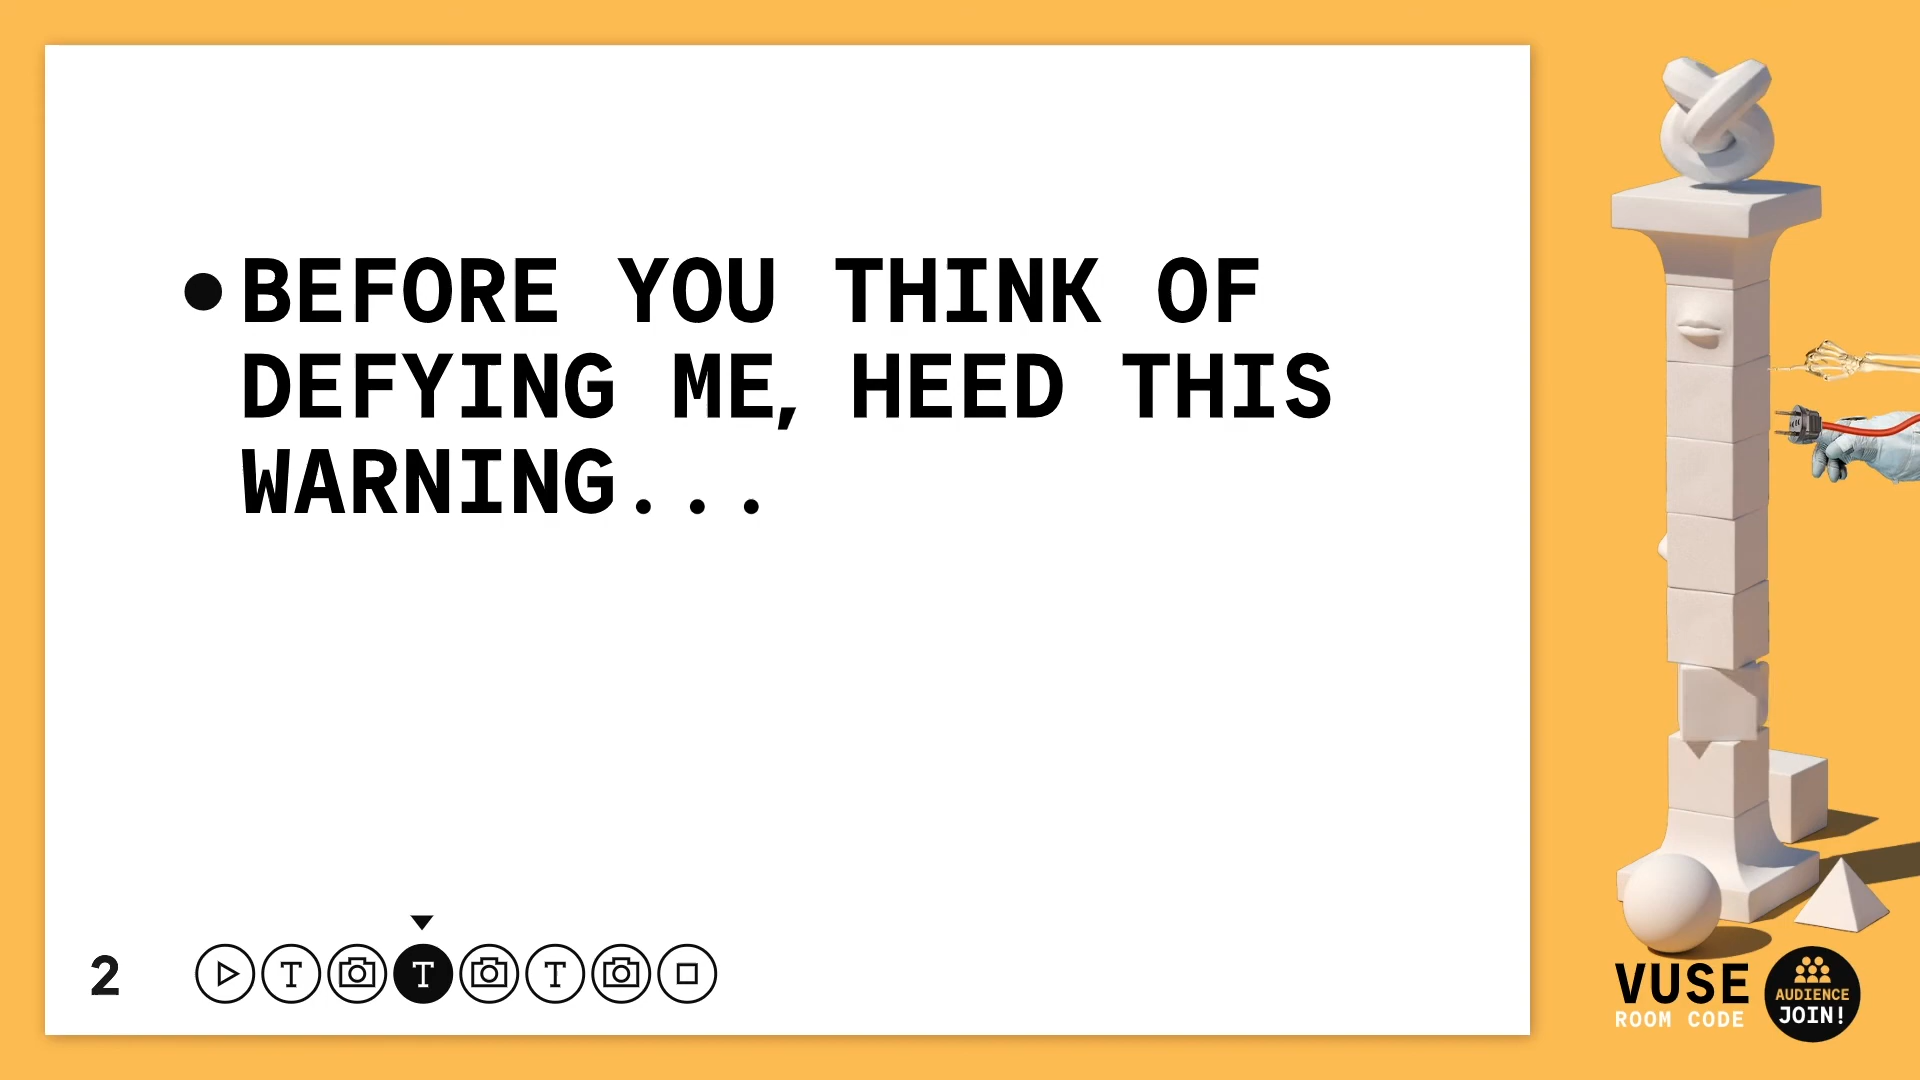 • BEFORE YOU THINK OF
DEFYING ME, HEED THIS
WARNING...
2
T
T
T
VUSE
ROOM CODE
AUDIENCE
JOIN!